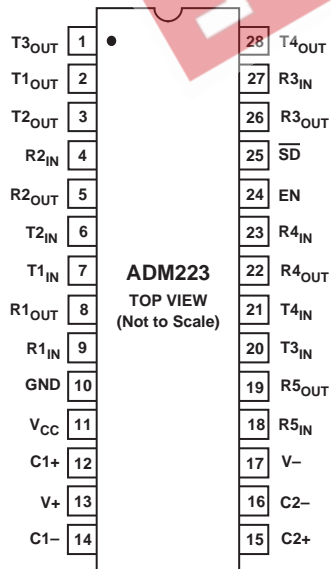 T3OUT 1 28 T4OUT
T1OUT 2 27 R3IN
T2OUT 3 26 R3OUT
R2IN 4 25 SD
R2OUT 5 24 EN
T2IN 6 23 R4IN
T1IN 7 22 R4OUT
ADM223
TOP VIEW
(Not to Scale)
R1OUT 8 21 T4IN
R1IN 9 20 T3IN
GND 10 19 R5OUT
VCC 11 18 R5IN
C1+ 12 17 V–
V+ 13 16 C2–
C1– 14 15 C2+